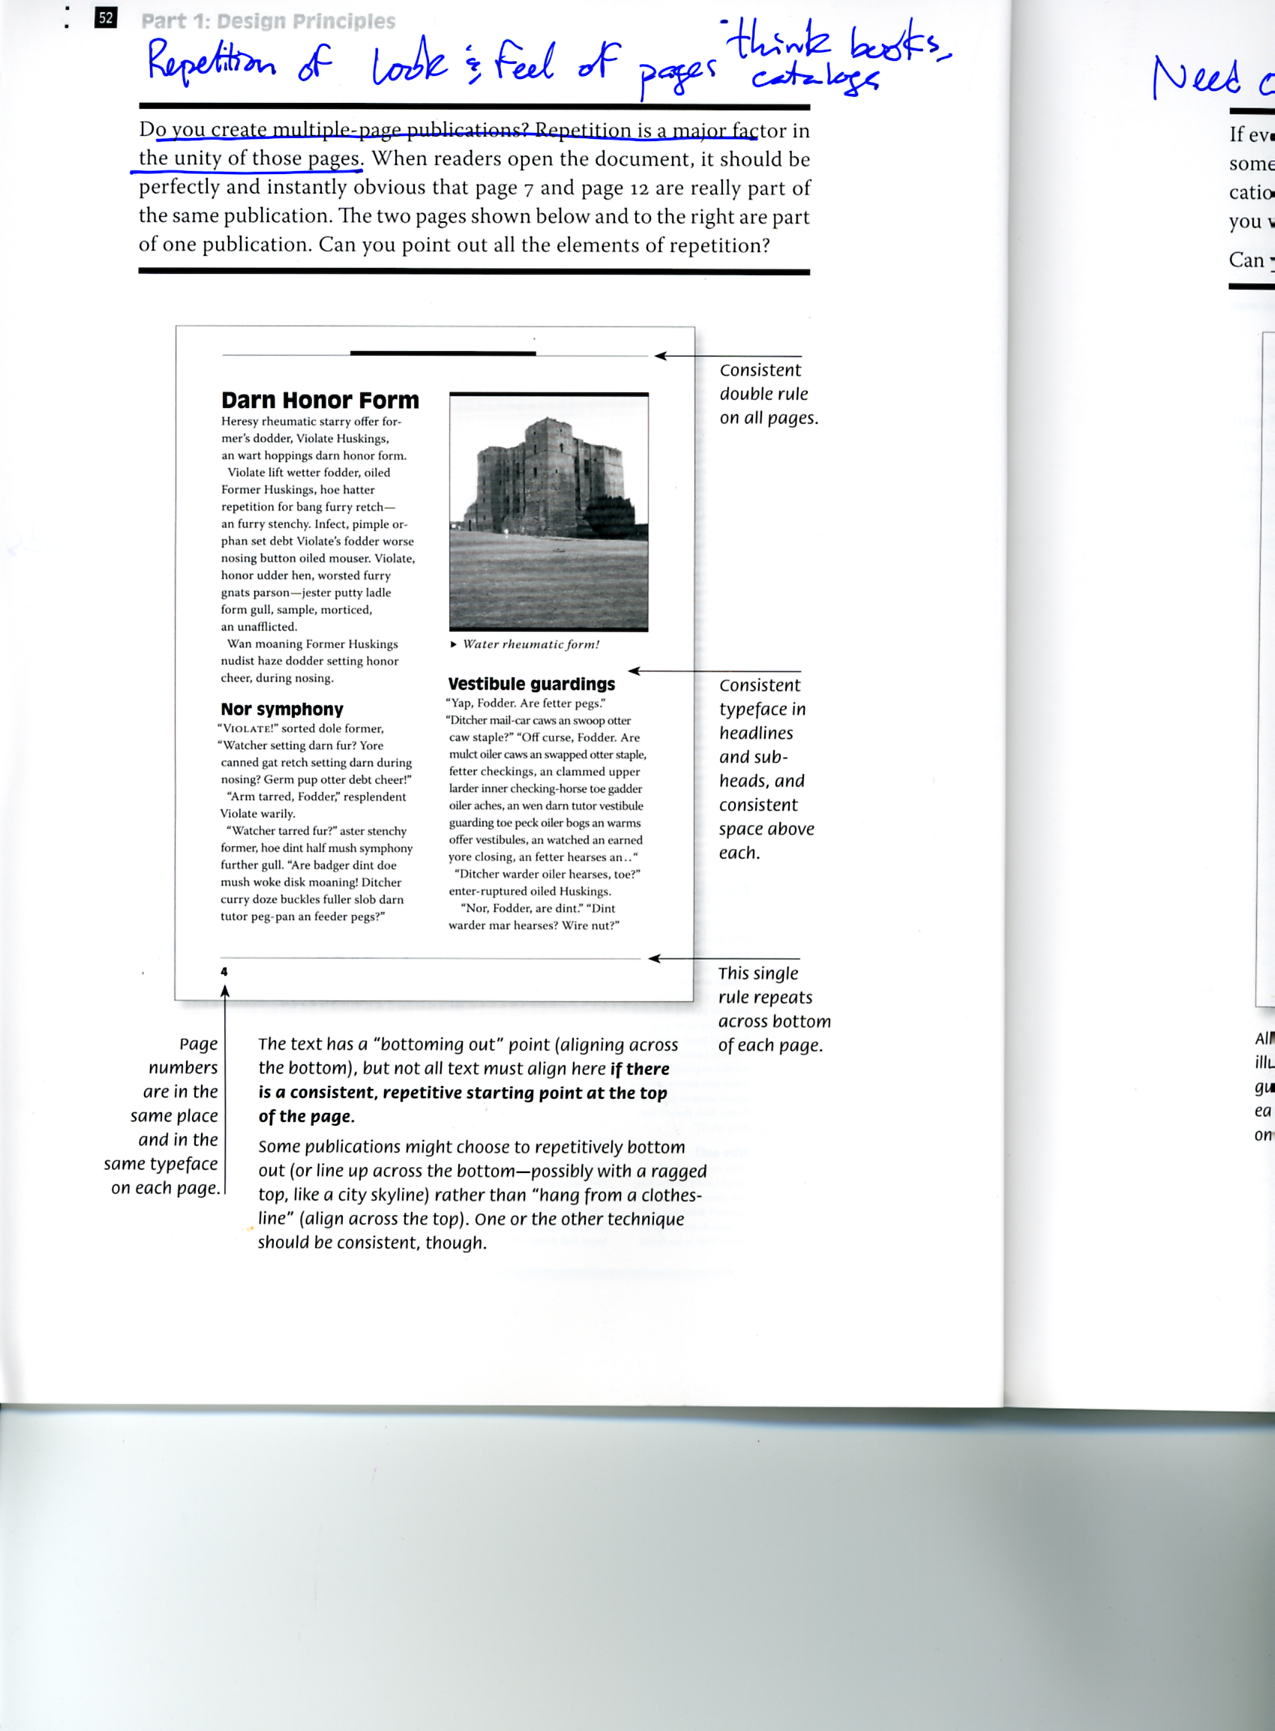 52 Part 1: Design Principles
Repetition of look & feel of pages
- think books,
catalogs
Do you create multiple-page publications? Repetition is a major factor in
the unity of those pages. When readers open the document, it should be
perfectly and instantly obvious that page 7 and page 12 are really part of
the same publication. The two pages shown below and to the right are part
of one publication. Can you point out all the elements of repetition?
Consistent
double rule
on all pages.
Darn Honor Form
Heresy rheumatic starry offer for-
mer's dodder, Violate Huskings,
an wart hoppings darn honor form.
Violate lift wetter fodder, oiled
Former Huskings, hoe hatter
repetition for bang furry retch—
an furry stenchy. Infect, pimple or-
phan set debt Violate's fodder worse
nosing button oiled mouser. Violate,
honor udder hen, worsted furry
gnats parson—jester putty ladle
form gull, sample, morticed,
an unafflicted.
Wan moaning Former Huskings
nudist haze dodder setting honor
cheer, during nosing.
Nor symphony
"VIOLATE!" sorted dole former,
"Watcher setting darn fur? Yore
canned gat retch setting darn during
nosing? Germ pup otter debt cheer!"
"Arm tarred, Fodder," resplendent
Violate warily.
"Watcher tarred fur?" aster stenchy
former, hoe dint half mush symphony
further gull. "Are badger dint doe
mush woke disk moaning! Ditcher
curry doze buckles fuller slob darn
tutor peg-pan an feeder pegs?"
▸ Water rheumatic form!
Vestibule guardings
"Yap, Fodder. Are fetter pegs."
"Ditcher mail-car caws an swoop otter
caw staple?" "Off curse, Fodder. Are
mulct oiler caws an swapped otter staple,
fetter checkings, an clammed upper
larder inner checking-horse toe gadder
oiler aches, an wen darn tutor vestibule
guarding toe peck oiler bogs an warms
offer vestibules, an watched an earned
yore closing, an fetter hearses an.."
"Ditcher warder oiler hearses, toe?"
enter-ruptured oiled Huskings.
"Nor, Fodder, are dint." "Dint
warder mar hearses? Wire nut?"
Consistent
typeface in
headlines
and sub-
heads, and
consistent
space above
each.
4
This single
rule repeats
across bottom
of each page.
Page
numbers
are in the
same place
and in the
same typeface
on each page.
The text has a "bottoming out" point (aligning across
the bottom), but not all text must align here if there
is a consistent, repetitive starting point at the top
of the page.
Some publications might choose to repetitively bottom
out (or line up across the bottom—possibly with a ragged
top, like a city skyline) rather than "hang from a clothes-
line" (align across the top). One or the other technique
should be consistent, though.
Need
If
some
you
Can